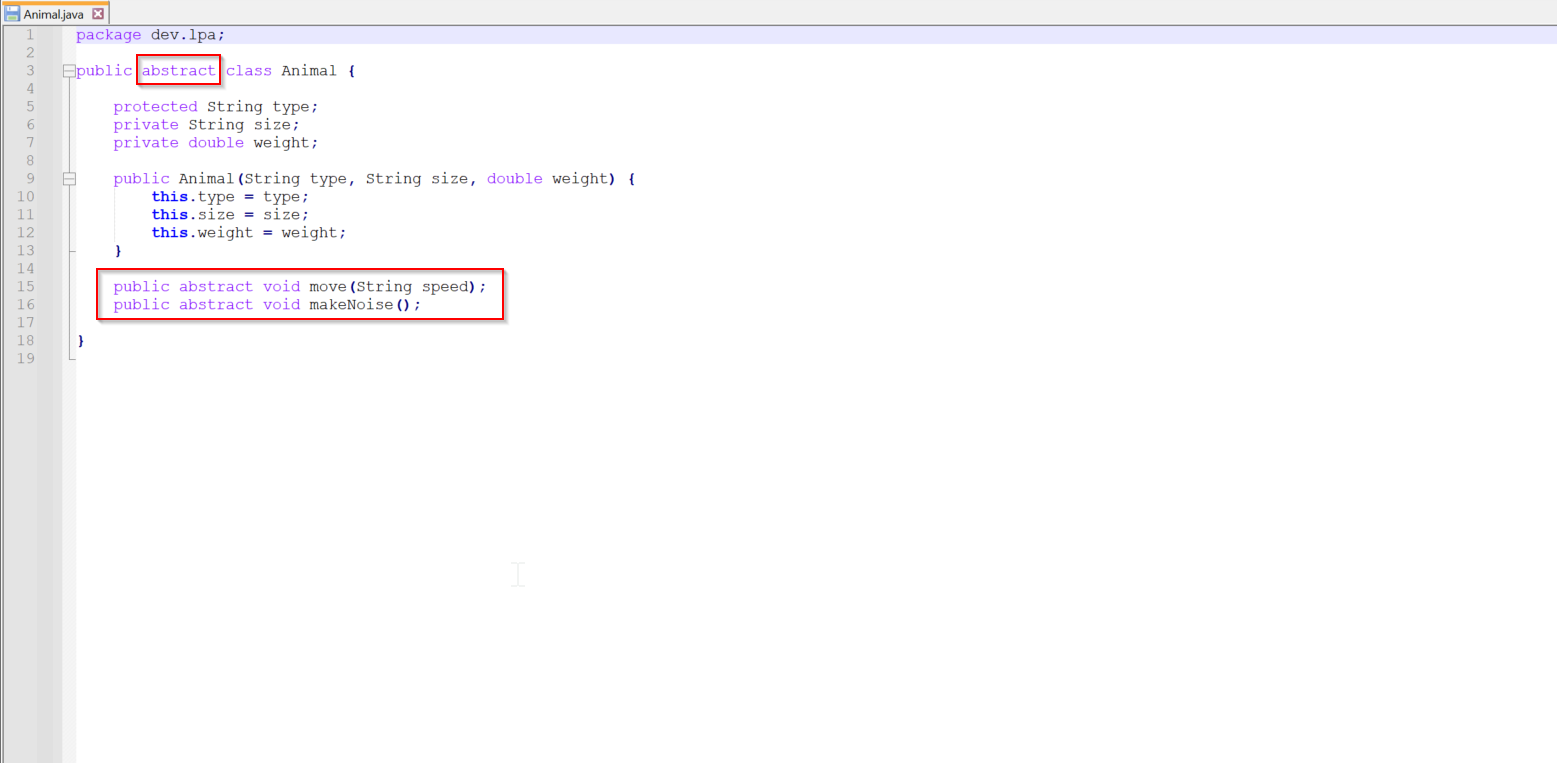 Animal.java
1 package dev.lpa;
2
3 public abstract class Animal {
4
5 protected String type;
6 private String size;
7 private double weight;
8
9 public Animal(String type, String size, double weight) {
10 this.type = type;
11 this.size = size;
12 this.weight = weight;
13 }
14
15 public abstract void move(String speed);
16 public abstract void makeNoise();
17
18 }
19